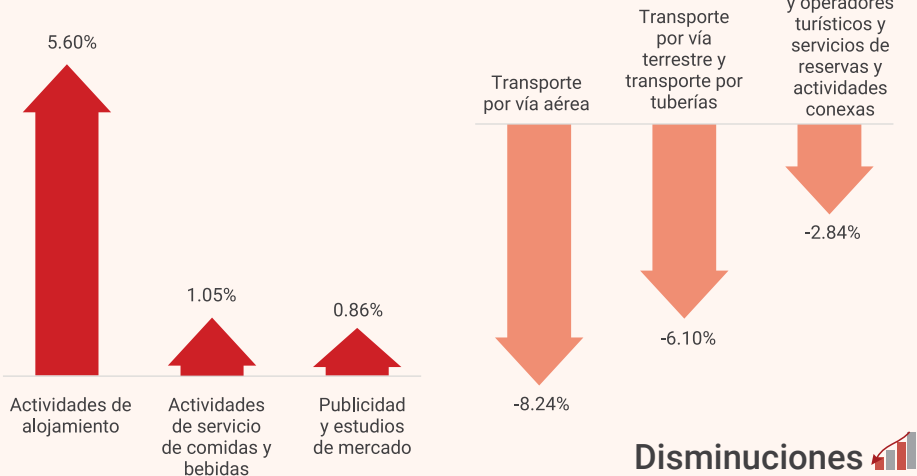 5.60%
Actividades de
alojamiento
1.05%
Actividades
de servicio
de comidas y
bebidas
0.86%
Publicidad
y estudios
de mercado
Transporte
por vía aérea
-8.24%
Transporte
por vía
terrestre y
transporte por
tuberías
-6.10%
y operadores
turísticos y
servicios de
reservas y
actividades
conexas
-2.84%
Disminuciones